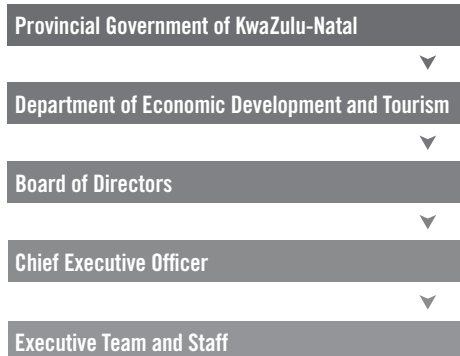 Provincial Government of KwaZulu-Natal
Department of Economic Development and Tourism
Board of Directors
Chief Executive Officer
Executive Team and Staff